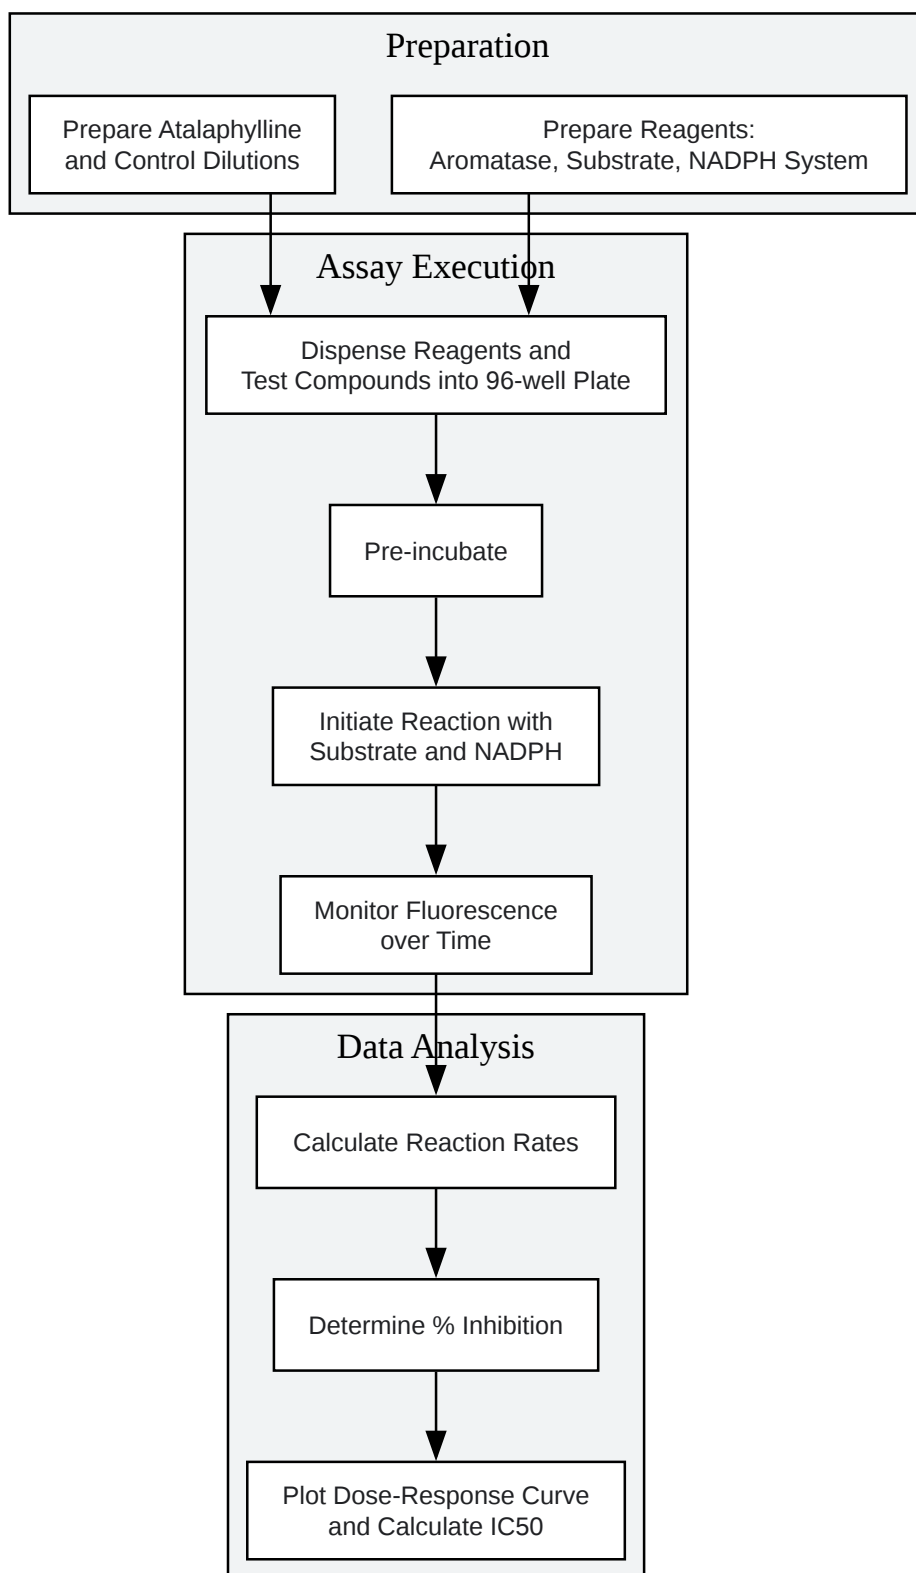 Preparation
Prepare Atalaphylline
and Control Dilutions
Prepare Reagents:
Aromatase, Substrate, NADPH System
Assay Execution
Dispense Reagents and
Test Compounds into 96-well Plate
Pre-incubate
Initiate Reaction with
Substrate and NADPH
Monitor Fluorescence
over Time
Data Analysis
Calculate Reaction Rates
Determine % Inhibition
Plot Dose-Response Curve
and Calculate IC50